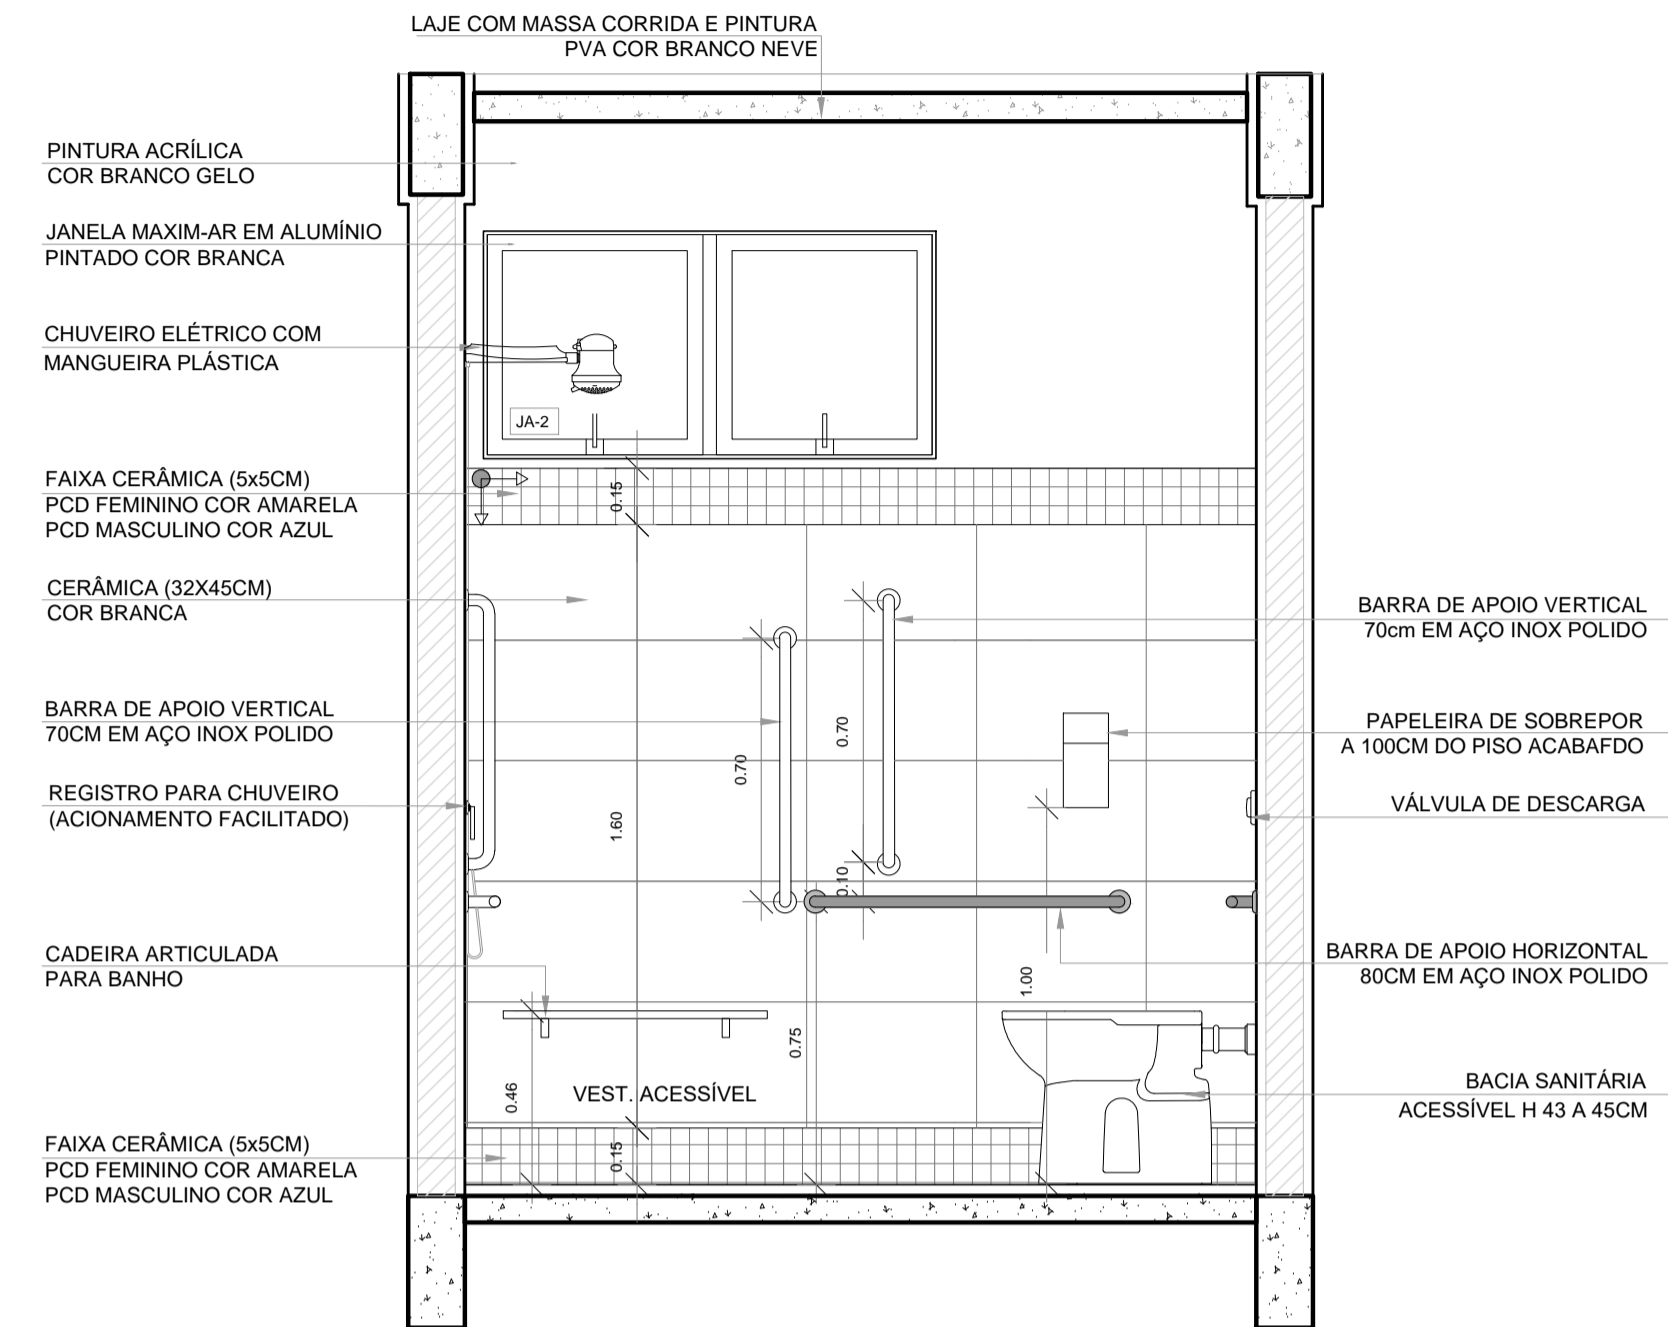 LAJE COM MASSA CORRIDA E PINTURA
PVA COR BRANCO NEVE
PINTURA ACRÍLICA
COR BRANCO GELO
JANELA MAXIM-AR EM ALUMÍNIO
PINTADO COR BRANCA
CHUVEIRO ELÉTRICO COM
MANGUEIRA PLÁSTICA
JA-2
FAIXA CERÂMICA (5x5CM)
PCD FEMININO COR AMARELA
PCD MASCULINO COR AZUL
0.15
CERÂMICA (32X45CM)
COR BRANCA
BARRA DE APOIO VERTICAL
70cm EM AÇO INOX POLIDO
BARRA DE APOIO VERTICAL
70CM EM AÇO INOX POLIDO
0.70
0.70
PAPELEIRA DE SOBREPOR
A 100CM DO PISO ACABAFDO
REGISTRO PARA CHUVEIRO
(ACIONAMENTO FACILITADO)
1.60
VÁLVULA DE DESCARGA
0.10
CADEIRA ARTICULADA
PARA BANHO
1.00
BARRA DE APOIO HORIZONTAL
80CM EM AÇO INOX POLIDO
0.75
0.46
VEST. ACESSÍVEL
BACIA SANITÁRIA
ACESSÍVEL H 43 A 45CM
FAIXA CERÂMICA (5x5CM)
PCD FEMININO COR AMARELA
PCD MASCULINO COR AZUL
0.15